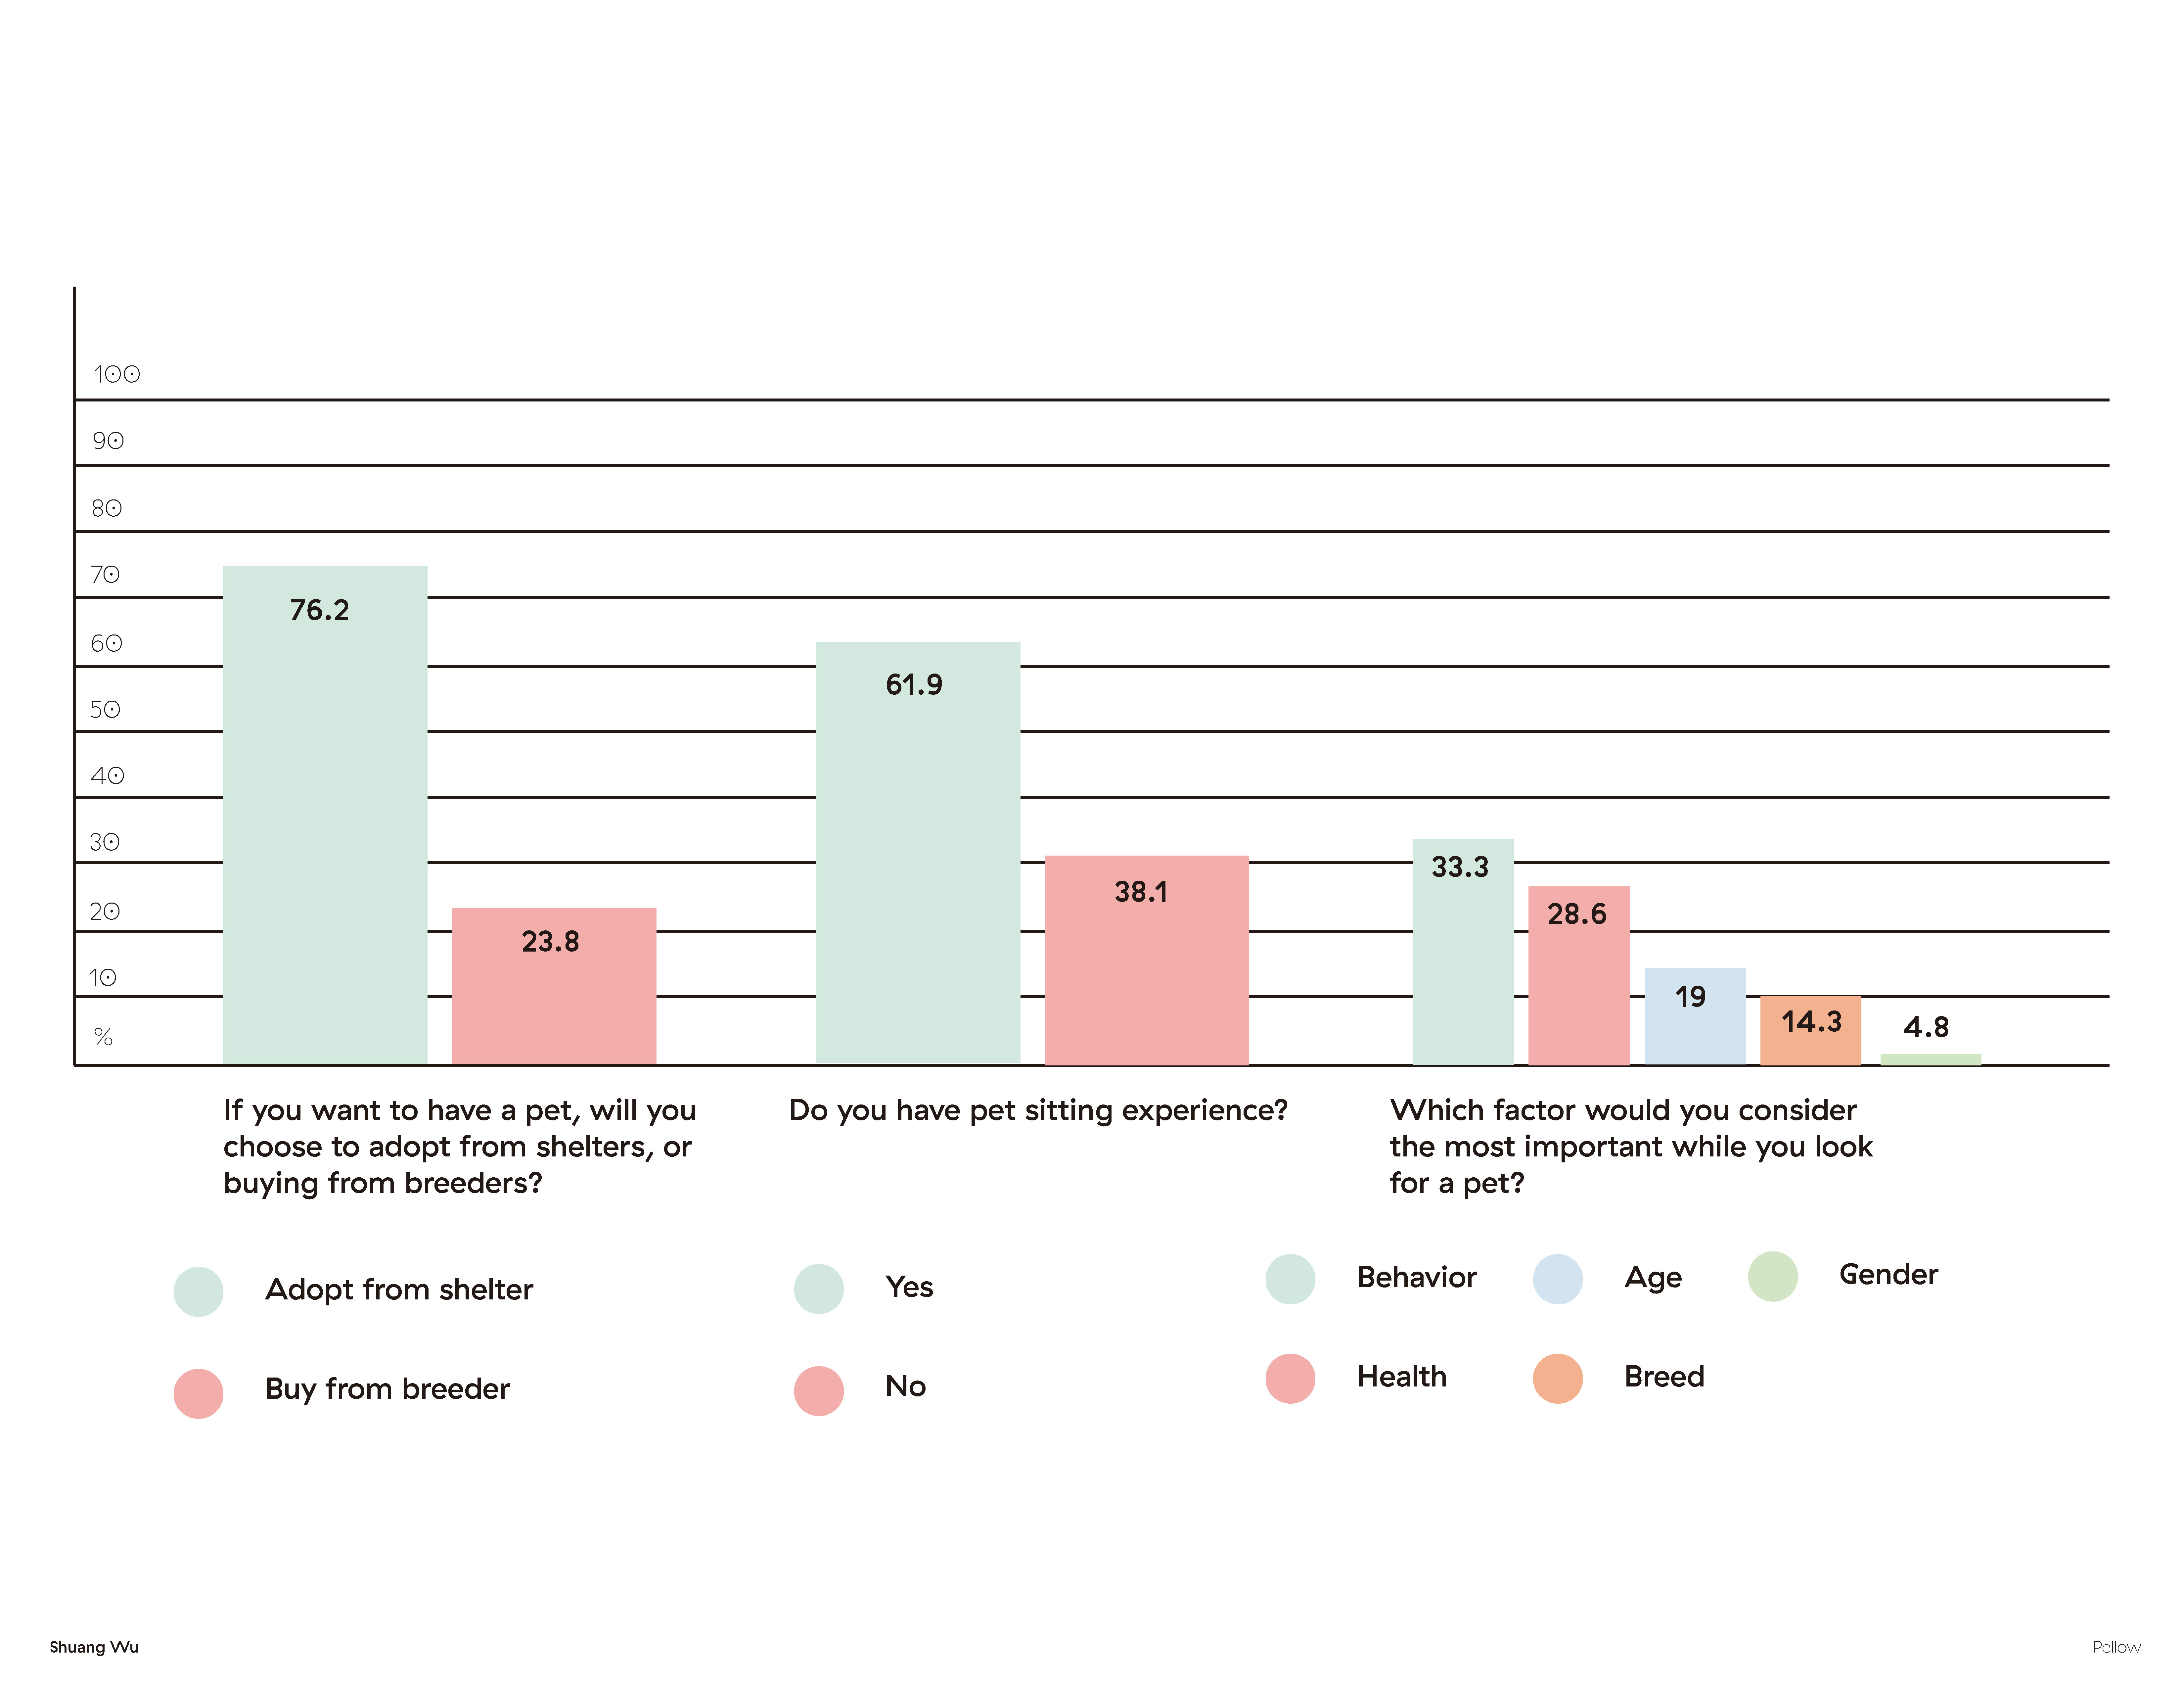 100
90
80
70
60
50
40
30
20
10
%
76.2
23.8
61.9
38.1
33.3
28.6
19
14.3
4.8
If you want to have a pet, will you
choose to adopt from shelters, or
buying from breeders?
Adopt from shelter
Buy from breeder
Do you have pet sitting experience?
Yes
No
Which factor would you consider
the most important while you look
for a pet?
Behavior
Age
Gender
Health
Breed
Shuang Wu
Pellow